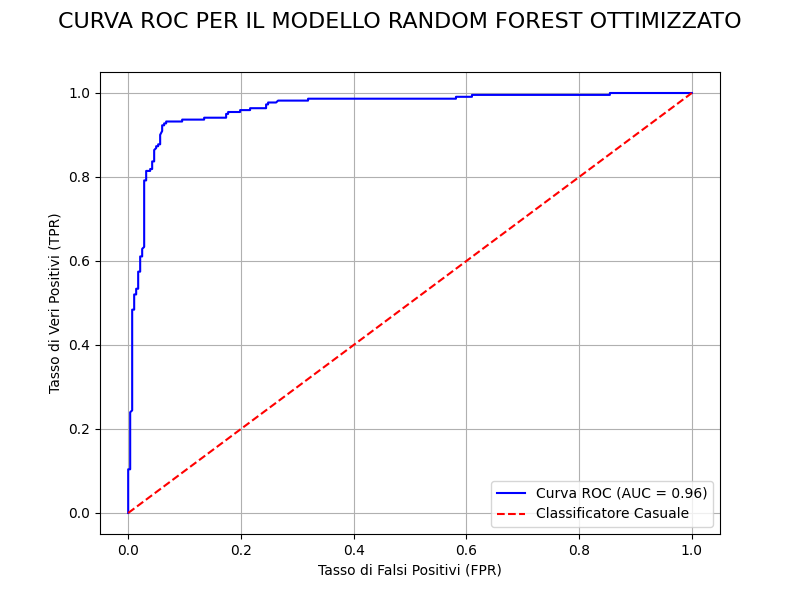 CURVA ROC PER IL MODELLO RANDOM FOREST OTTIMIZZATO
1.0
0.8
0.6
0.4
0.2
0.0
Tasso di Veri Positivi (TPR)
Curva ROC (AUC = 0.96)
Classificatore Casuale
0.0 0.2 0.4 0.6 0.8 1.0
Tasso di Falsi Positivi (FPR)